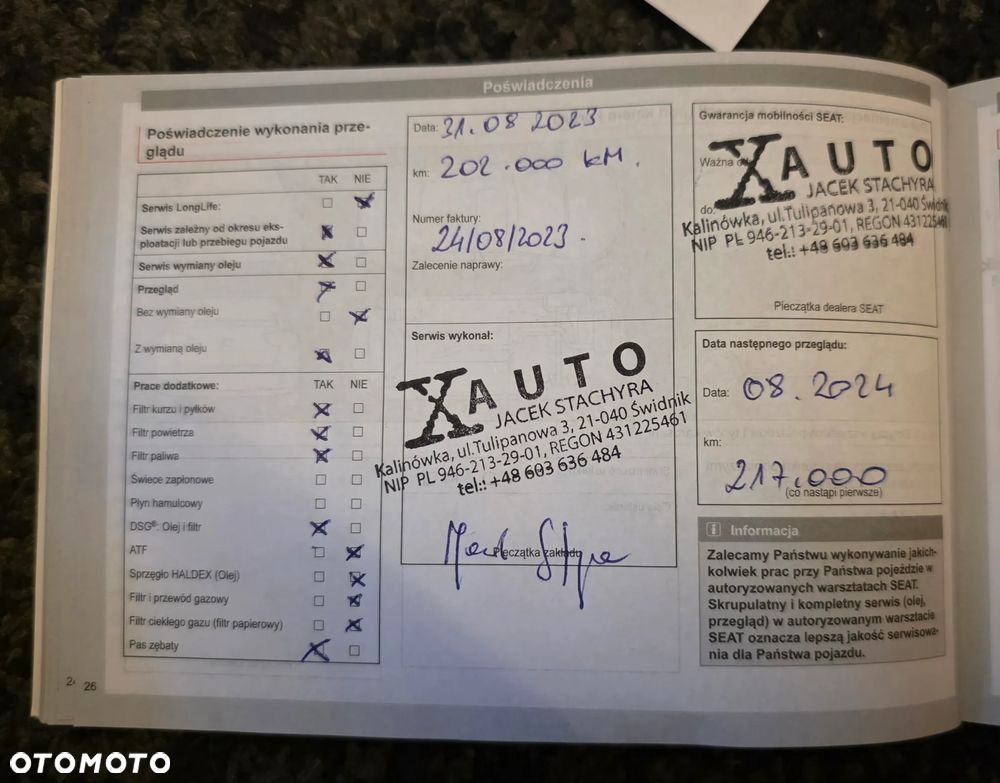 Poświadczenia
Poświadczenie wykonania prze-
glądu
TAK NIE
Serwis LongLife:
Serwis zależny od okresu eks-
ploatacji lub przebiegu pojazdu
Serwis wymiany oleju
Przegląd
Bez wymiany oleju
Z wymianą oleju
Prace dodatkowe: TAK NIE
Filtr kurzu i pyłków
Filtr powietrza
Filtr paliwa
Świece zapłonowe
Płyn hamulcowy
DSG®: Olej i filtr
ATF
Sprzęgło HALDEX (Olej)
Filtr i przewód gazowy
Filtr ciekłego gazu (filtr papierowy)
Pas zębaty
26
Data: 31.08 2023
km: 202.000 kM.
Numer faktury:
24/08/2023.
Zalecenie naprawy:
Serwis wykonał:
X AUTO
JACEK STACHYRA
Kalinówka, ul.Tulipanowa 3, 21-040 Świdnik
NIP PL 946-213-29-01, REGON 431225461
tel.: +48 603 636 484
Pieczątka zakładu
Gwarancja mobilności SEAT:
Ważna od
X AUTO
JACEK STACHYRA
do:
Kalinówka, ul.Tulipanowa 3, 21-040 Świdnik
NIP PL 946-213-29-01, REGON 431225461
tel.: +48 603 636 484
Pieczątka dealera SEAT
Data następnego przeglądu:
Data: 08.2024
km:
217.000
(co nastąpi pierwsze)
i Informacja
Zalecamy Państwu wykonywanie jakich-
kolwiek prac przy Państwa pojeździe w
autoryzowanych warsztatach SEAT.
Skrupulatny i kompletny serwis (olej,
przegląd) w autoryzowanym warsztacie
SEAT oznacza lepszą jakość serwisowa-
nia dla Państwa pojazdu.
OTOMOTO